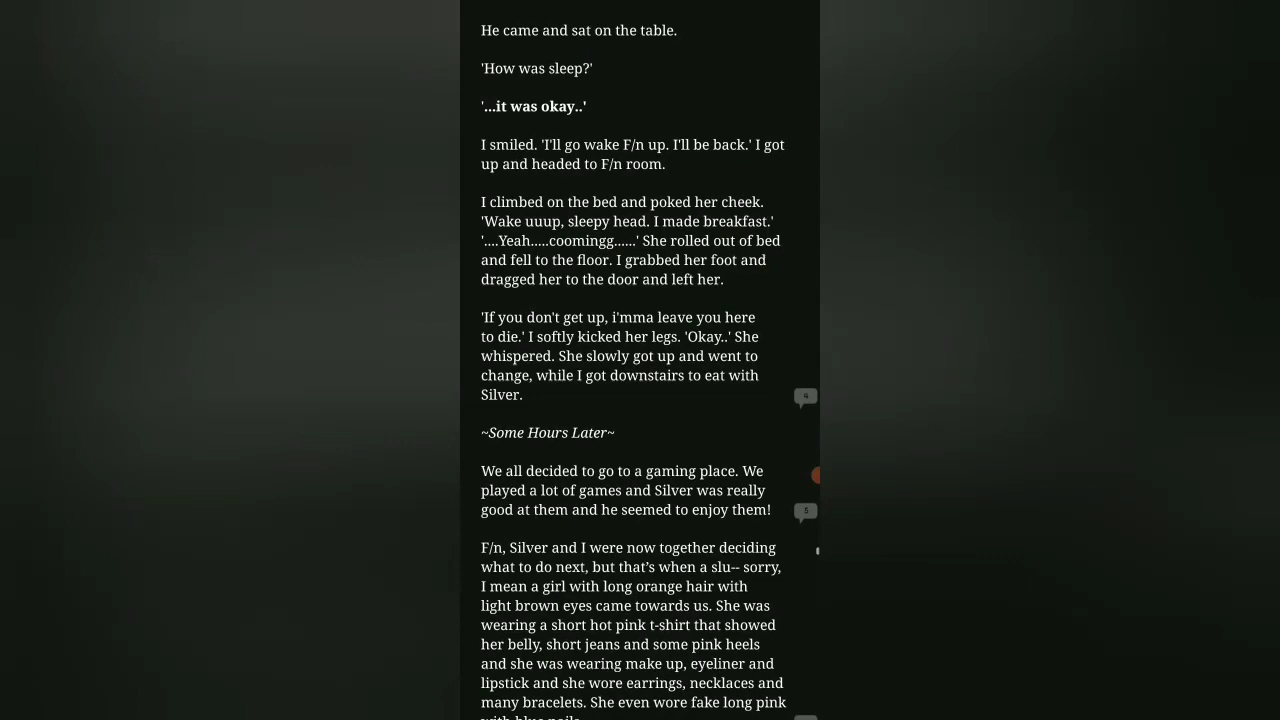 He came and sat on the table.
'How was sleep?'
'...it was okay..'
I smiled. 'I'll go wake F/n up. I'll be back.' I got
up and headed to F/n room.
I climbed on the bed and poked her cheek.
'Wake uuup, sleepy head. I made breakfast.'
'....Yeah.....coomingg......' She rolled out of bed
and fell to the floor. I grabbed her foot and
dragged her to the door and left her.
'If you don't get up, i'mma leave you here
to die.' I softly kicked her legs. 'Okay..' She
whispered. She slowly got up and went to
change, while I got downstairs to eat with
Silver.
6
~Some Hours Later~
We all decided to go to a gaming place. We
played a lot of games and Silver was really
good at them and he seemed to enjoy them!
5
F/n, Silver and I were now together deciding
what to do next, but that’s when a slu-- sorry,
I mean a girl with long orange hair with
light brown eyes came towards us. She was
wearing a short hot pink t-shirt that showed
her belly, short jeans and some pink heels
and she was wearing make up, eyeliner and
lipstick and she wore earrings, necklaces and
many bracelets. She even wore fake long pink